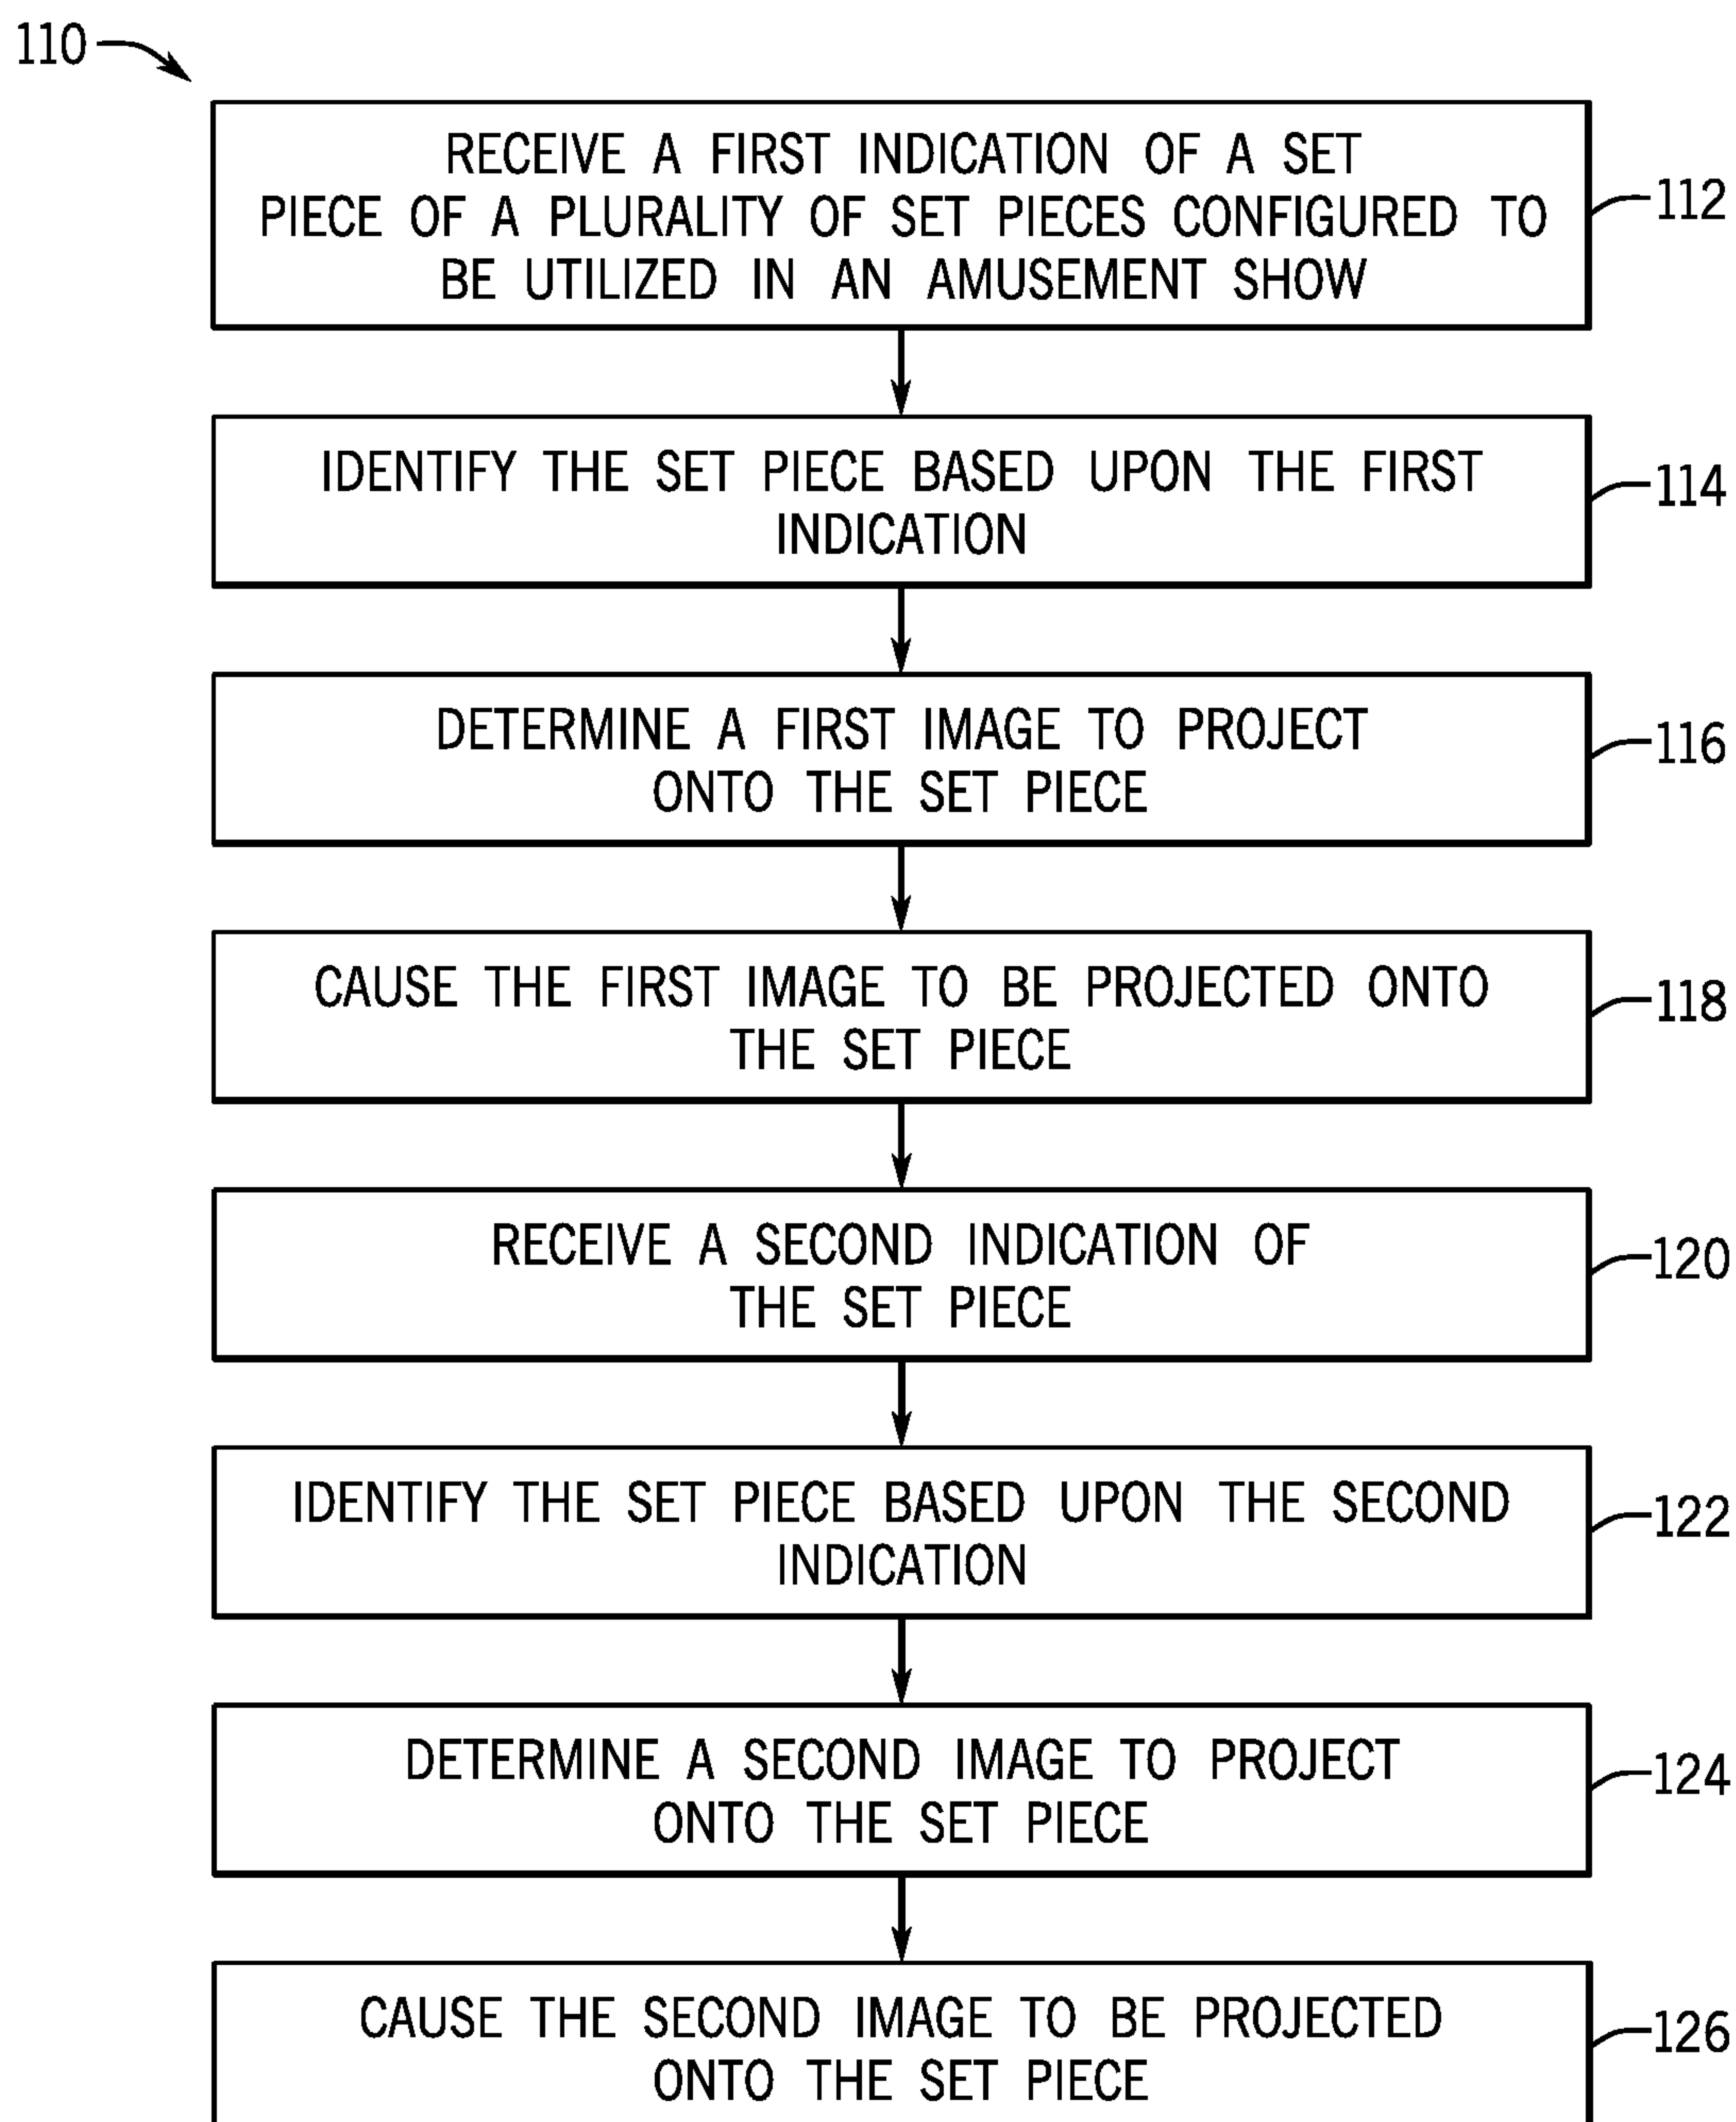 110
RECEIVE A FIRST INDICATION OF A SET
PIECE OF A PLURALITY OF SET PIECES CONFIGURED TO
BE UTILIZED IN AN AMUSEMENT SHOW
112
IDENTIFY THE SET PIECE BASED UPON THE FIRST
INDICATION
114
DETERMINE A FIRST IMAGE TO PROJECT
ONTO THE SET PIECE
116
CAUSE THE FIRST IMAGE TO BE PROJECTED ONTO
THE SET PIECE
118
RECEIVE A SECOND INDICATION OF
THE SET PIECE
120
IDENTIFY THE SET PIECE BASED UPON THE SECOND
INDICATION
122
DETERMINE A SECOND IMAGE TO PROJECT
ONTO THE SET PIECE
124
CAUSE THE SECOND IMAGE TO BE PROJECTED
ONTO THE SET PIECE
126